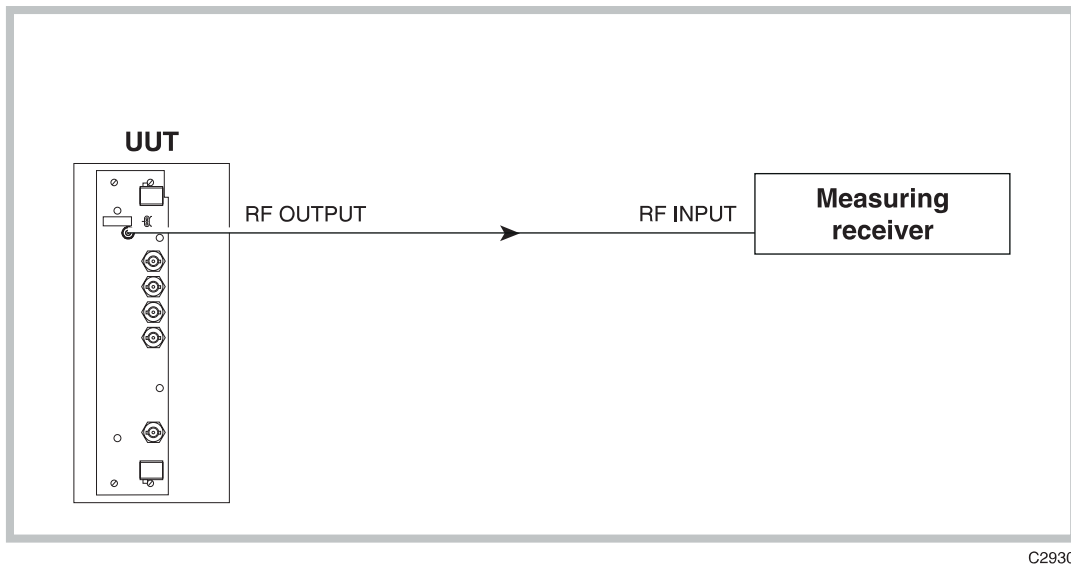 UUT
RF OUTPUT
RF INPUT
Measuring
receiver
C2930